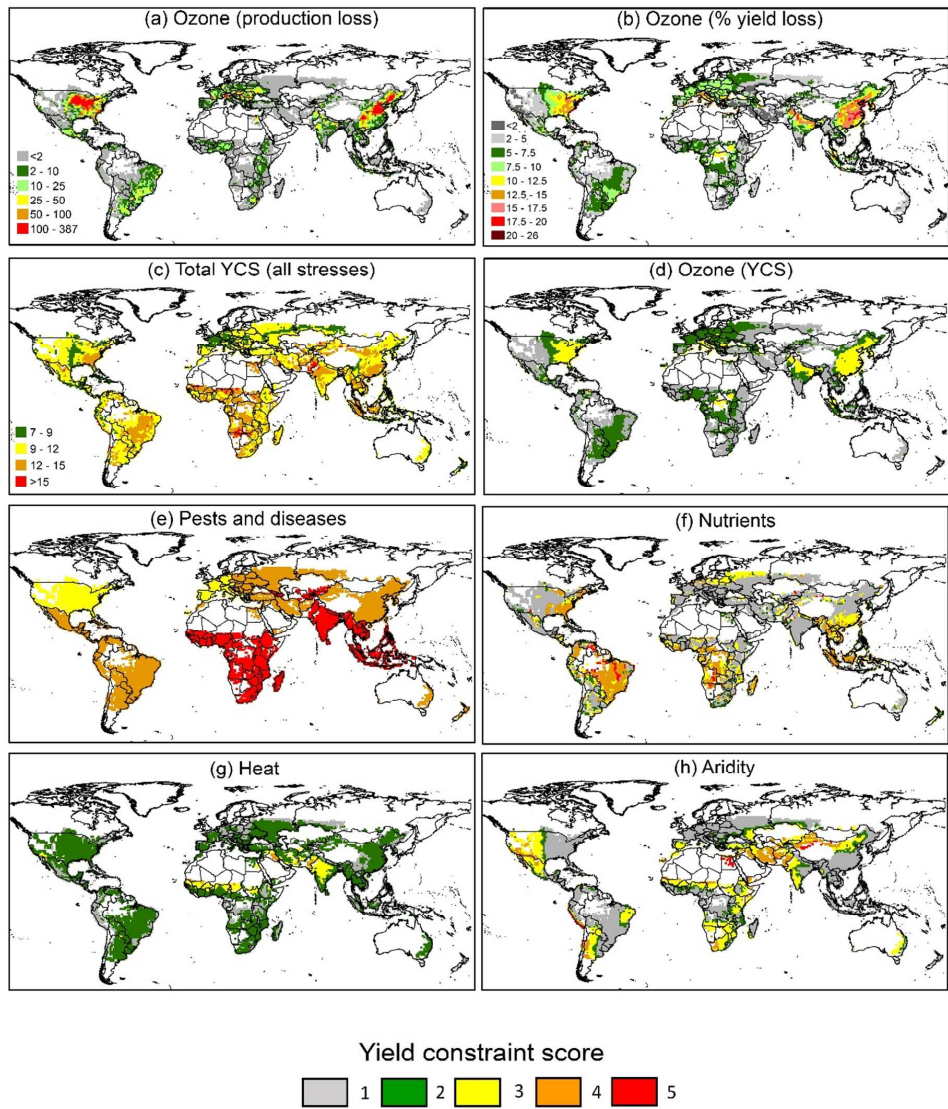 (a) Ozone (production loss)
<2
2 - 10
10 - 25
25 - 50
50 - 100
100 - 387
(b) Ozone (% yield loss)
<2
2 - 5
5 - 7.5
7.5 - 10
10 - 12.5
12.5 - 15
15 - 17.5
17.5 - 20
20 - 26
(c) Total YCS (all stresses)
7 - 9
9 - 12
12 - 15
>15
(d) Ozone (YCS)
(e) Pests and diseases
(f) Nutrients
(g) Heat
(h) Aridity
Yield constraint score
1 2 3 4 5